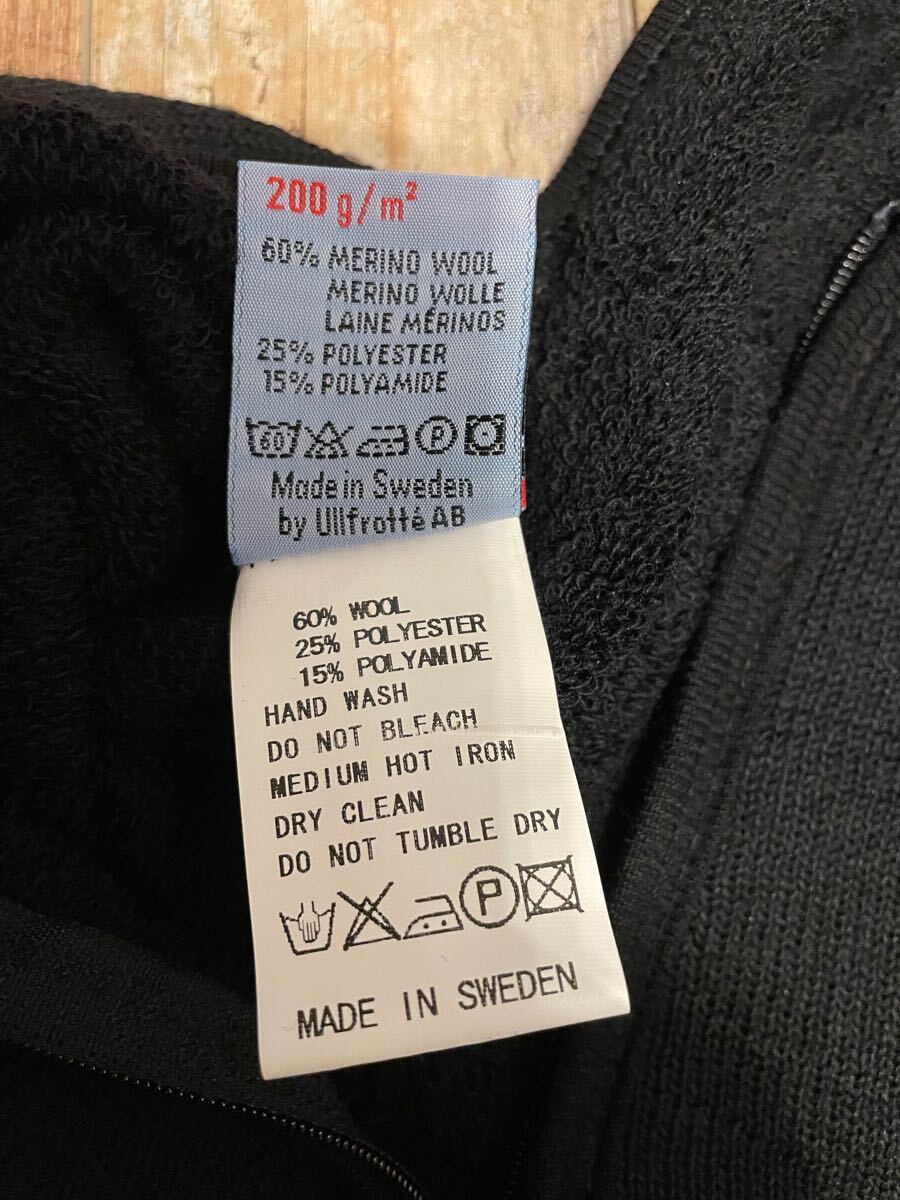 200 g/m²
60% MERINO WOOL
MERINO WOLLE
LAINE MÉRINOS
25% POLYESTER
15% POLYAMIDE
60 P
Made in Sweden
by Ullfrotté AB
60% WOOL
25% POLYESTER
15% POLYAMIDE
HAND WASH
DO NOT BLEACH
MEDIUM HOT IRON
DRY CLEAN
DO NOT TUMBLE DRY
P
MADE IN SWEDEN